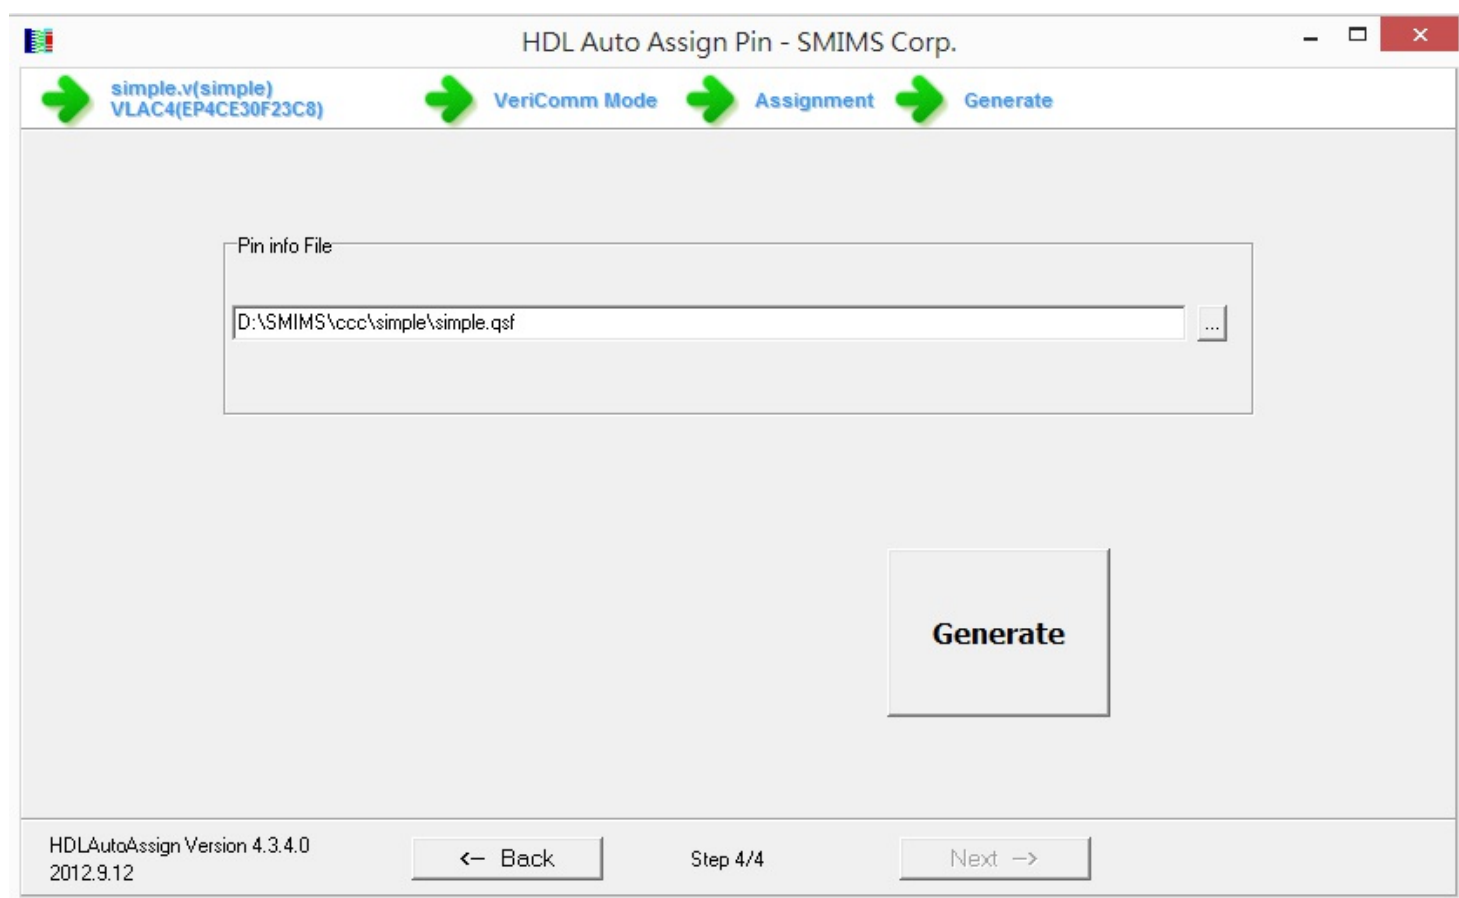 HDL Auto Assign Pin - SMIMS Corp.
simple.v(simple)
VLAC4(EP4CE30F23C8)
VeriComm Mode
Assignment
Generate
Pin info File
D:\SMIMS\ccc\simple\simple.qsf
...
Generate
HDLAutoAssign Version 4.3.4.0
2012.9.12
<– Back
Step 4/4
Next –>